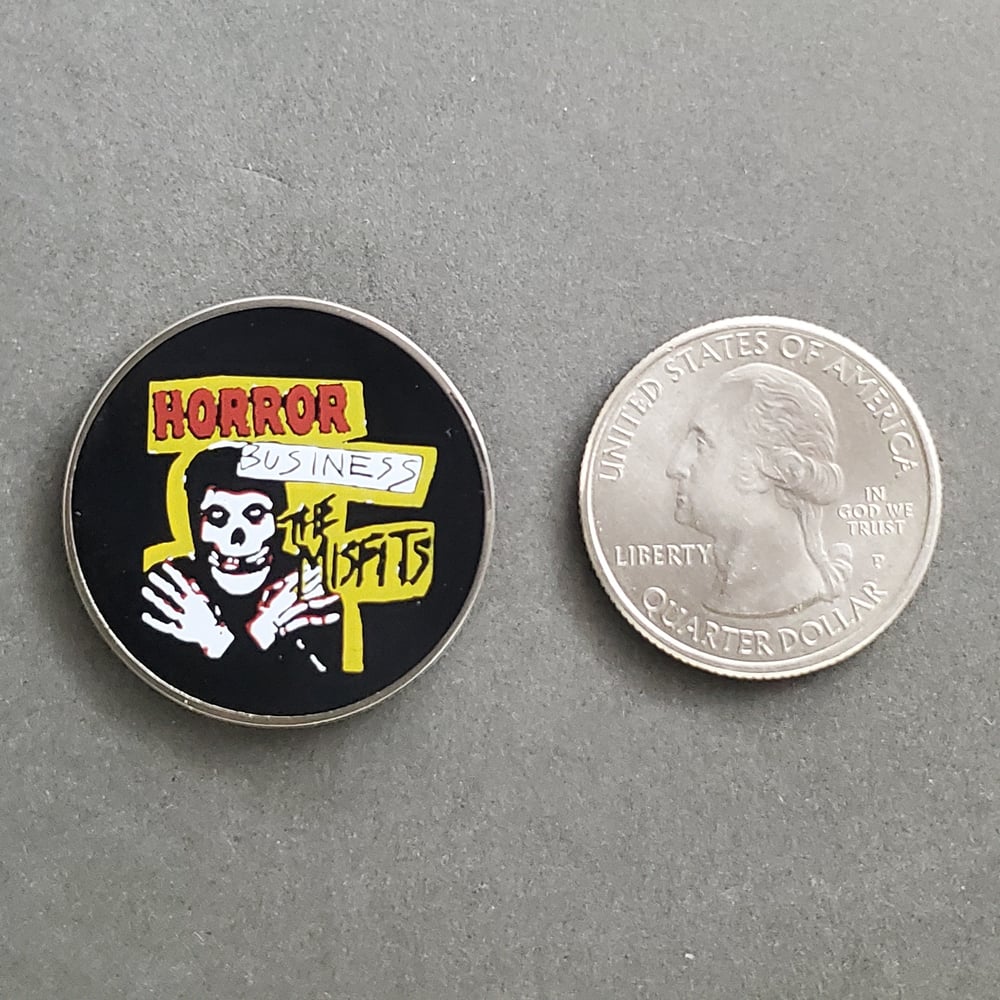 HORROR
BUSINESS
THE
MISFITS
UNITED STATES OF AMERICA
IN
GOD WE
TRUST
LIBERTY
P
QUARTER DOLLAR